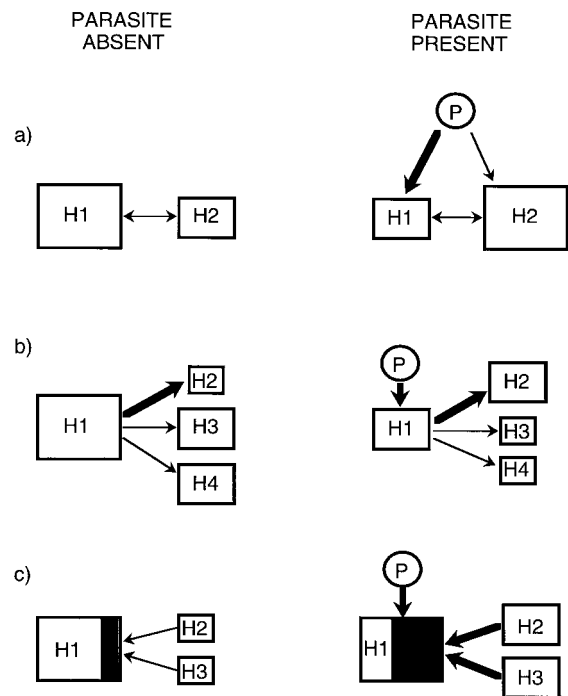 PARASITE
ABSENT
PARASITE
PRESENT
a)
H1
H2
P
H1
H2
b)
H1
H2
H3
H4
P
H1
H2
H3
H4
c)
H1
H2
H3
P
H1
H2
H3